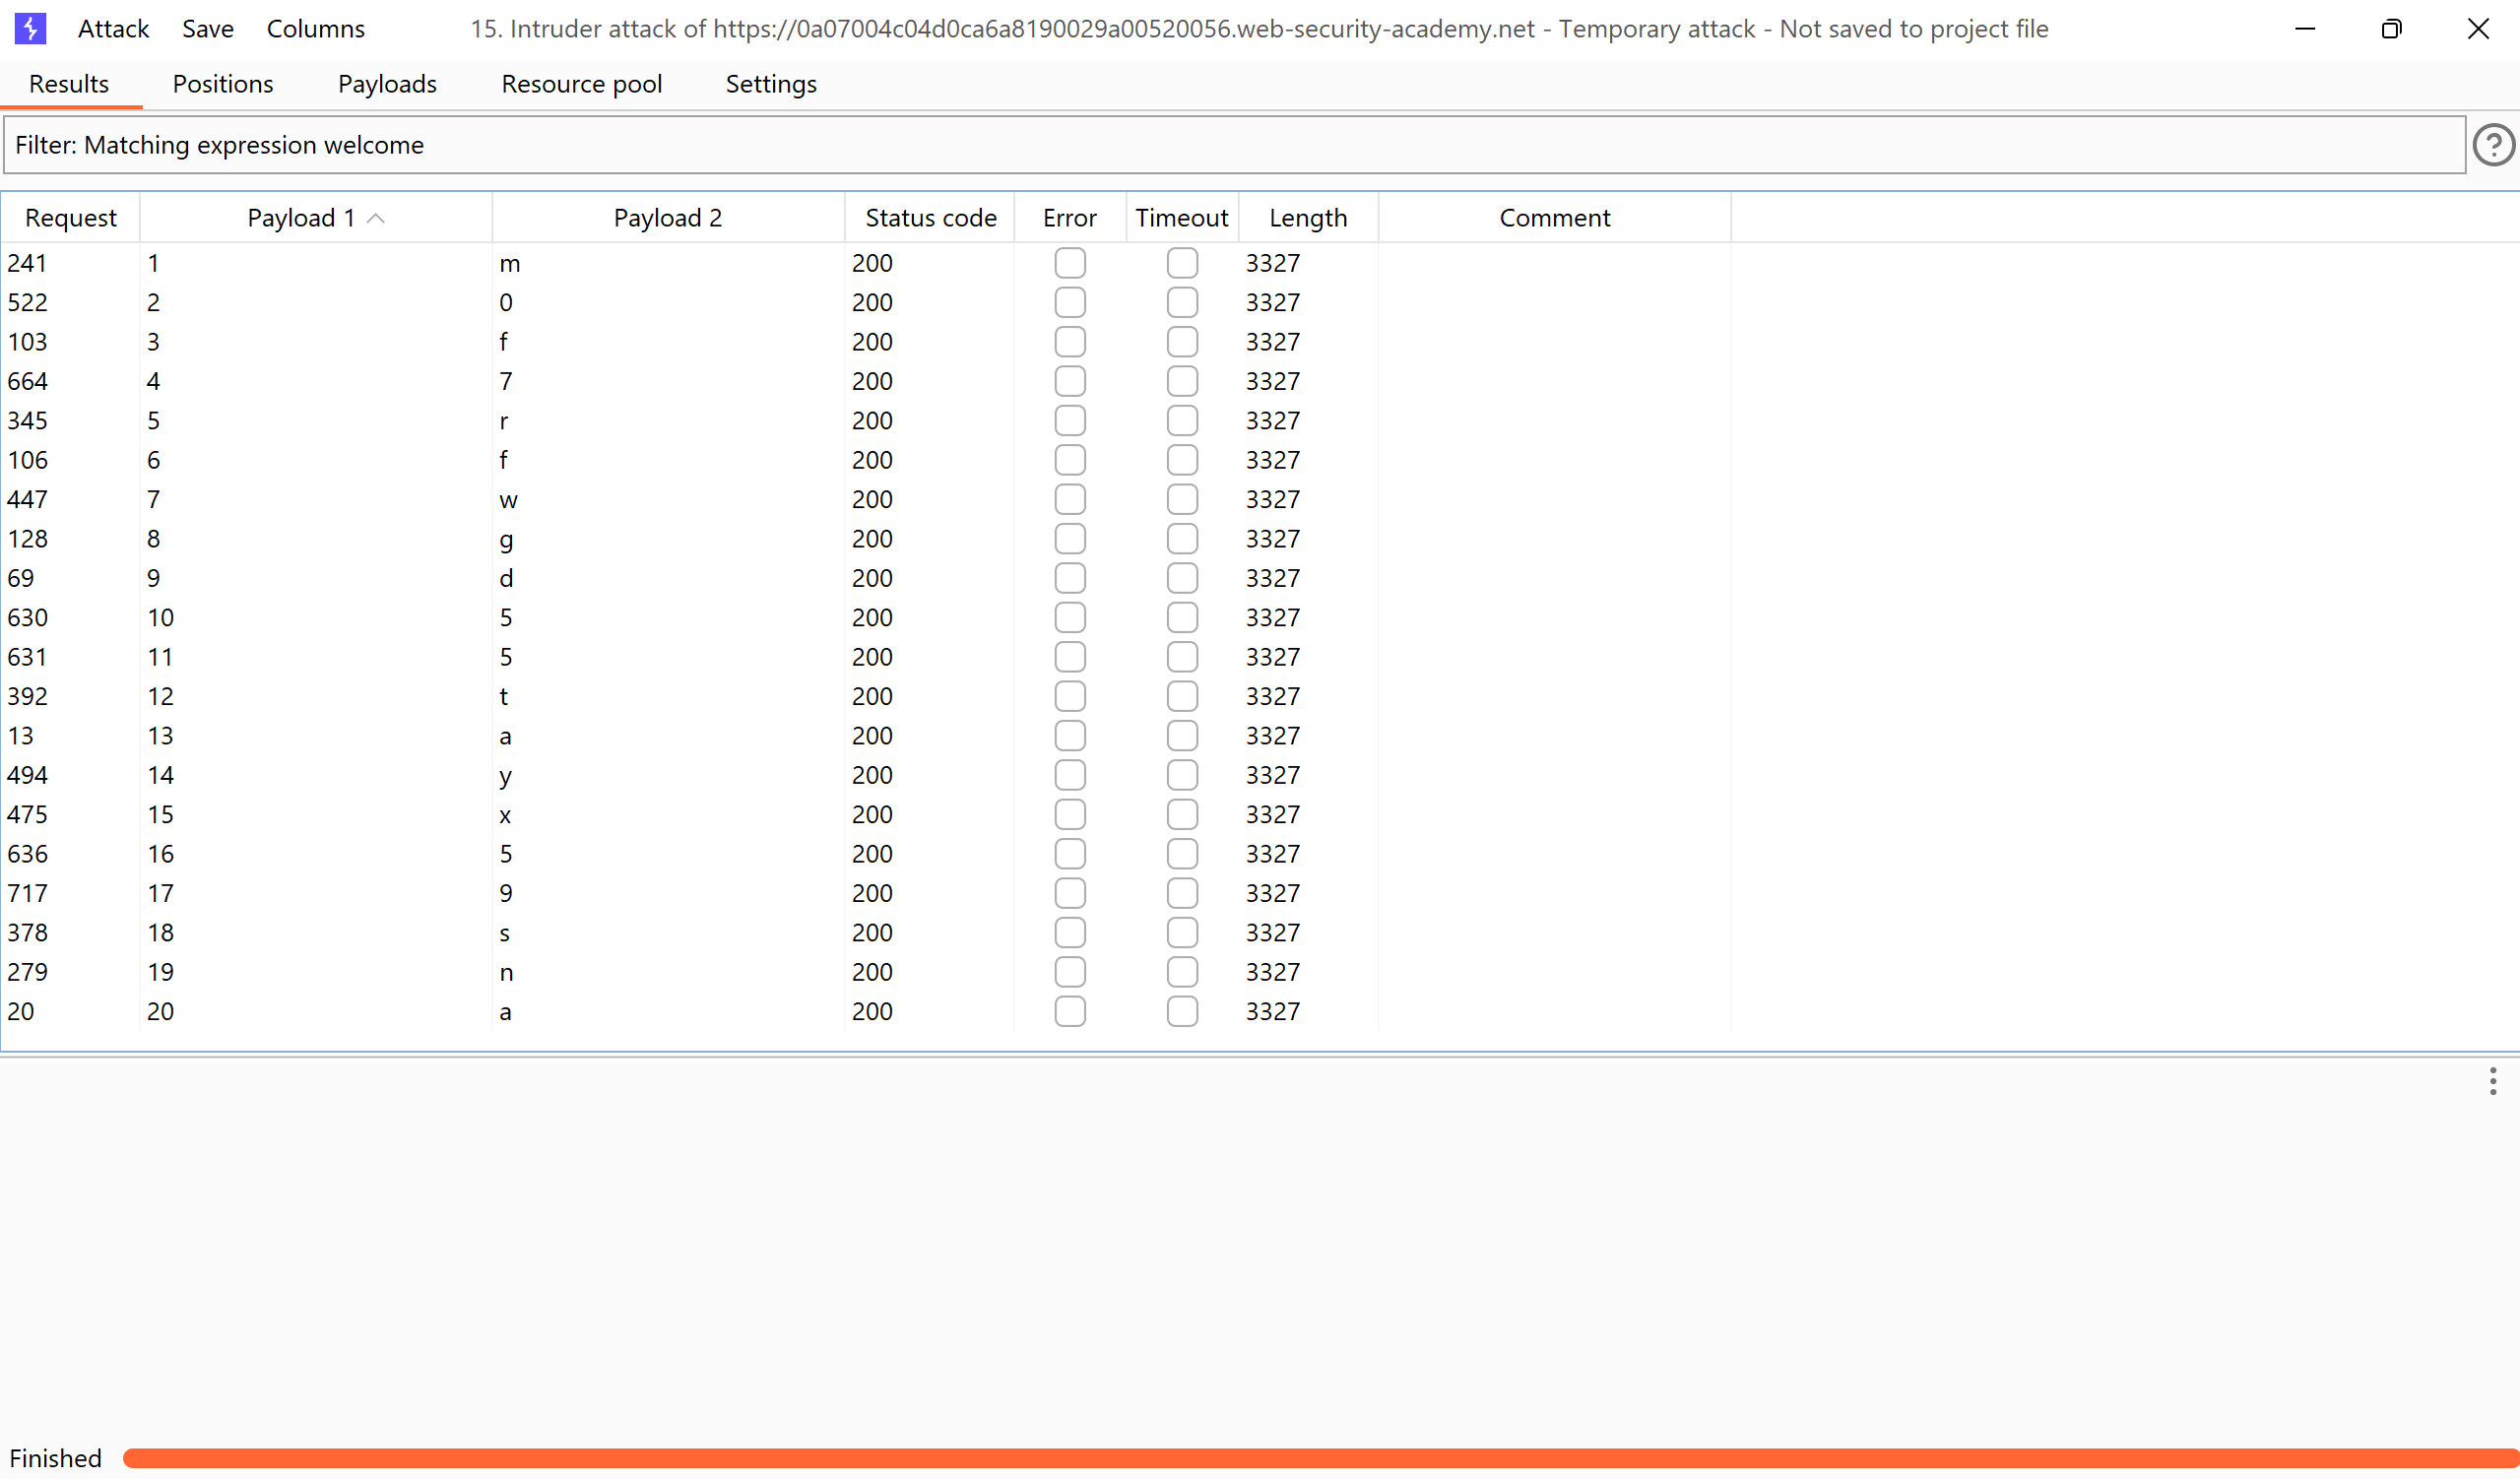 Attack Save Columns 15. Intruder attack of https://0a07004c04d0ca6a8190029a00520056.web-security-academy.net - Temporary attack - Not saved to project file
Results Positions Payloads Resource pool Settings
Filter: Matching expression welcome
Request Payload 1 Payload 2 Status code Error Timeout Length Comment
241 1 m 200 3327
522 2 0 200 3327
103 3 f 200 3327
664 4 7 200 3327
345 5 r 200 3327
106 6 f 200 3327
447 7 w 200 3327
128 8 g 200 3327
69 9 d 200 3327
630 10 5 200 3327
631 11 5 200 3327
392 12 t 200 3327
13 13 a 200 3327
494 14 y 200 3327
475 15 x 200 3327
636 16 5 200 3327
717 17 9 200 3327
378 18 s 200 3327
279 19 n 200 3327
20 20 a 200 3327
Finished